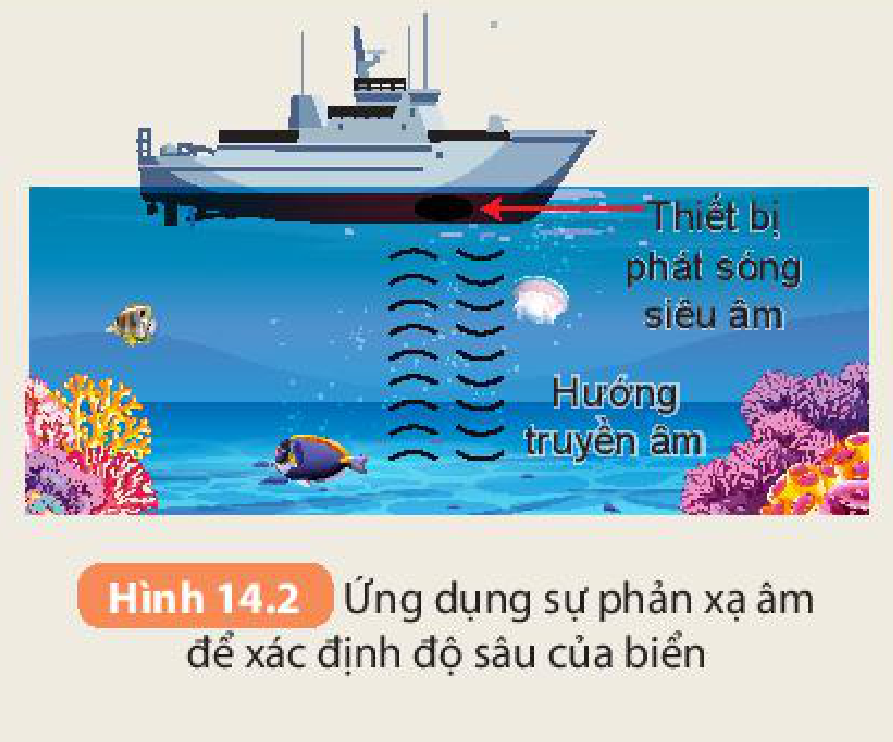 Thiết bị
phát sóng
siêu âm
Hướng
truyền âm
Hình 14.2 Ứng dụng sự phản xạ âm
để xác định độ sâu của biển